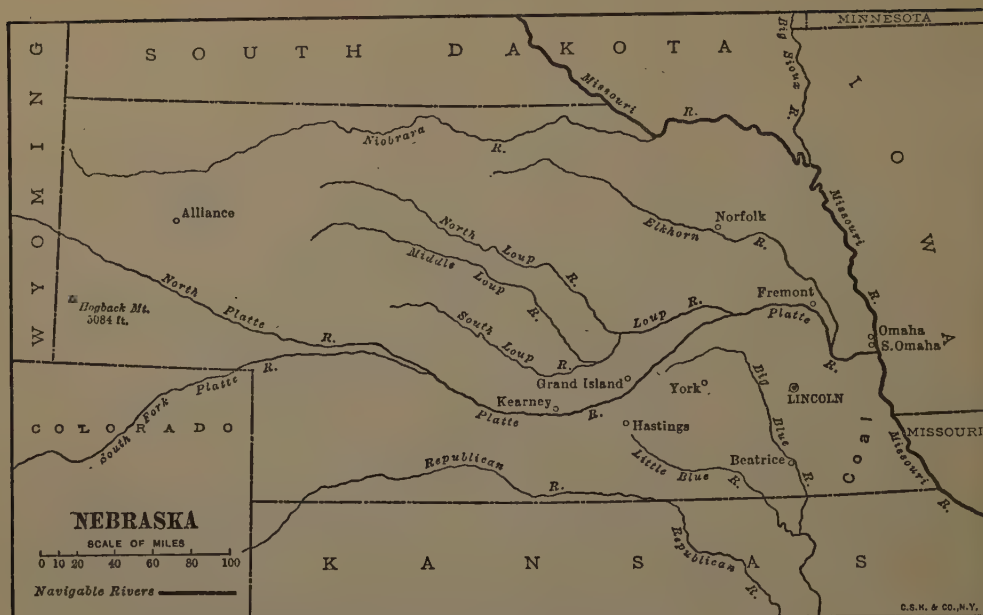 MINNESOTA
SOUTH DAKOTA
WYOMING
IOWA
Big Sioux R.
Missouri R.
Niobrara R.
Alliance
North Loup R.
Middle Loup R.
South Loup R.
Loup R.
Elkhorn R.
Norfolk
Missouri R.
Hogback Mt.
5084 ft.
North Platte R.
Fremont
Platte R.
Omaha
S. Omaha
South Fork Platte R.
Grand Island
Kearney
Platte R.
York
Big Blue R.
LINCOLN
COLORADO
Hastings
Little Blue R.
Beatrice
Coal
MISSOURI
Missouri R.
Republican R.
Republican R.
KANSAS
NEBRASKA
SCALE OF MILES
0 10 20 40 60 80 100
Navigable Rivers
C.S.H. & CO., N.Y.